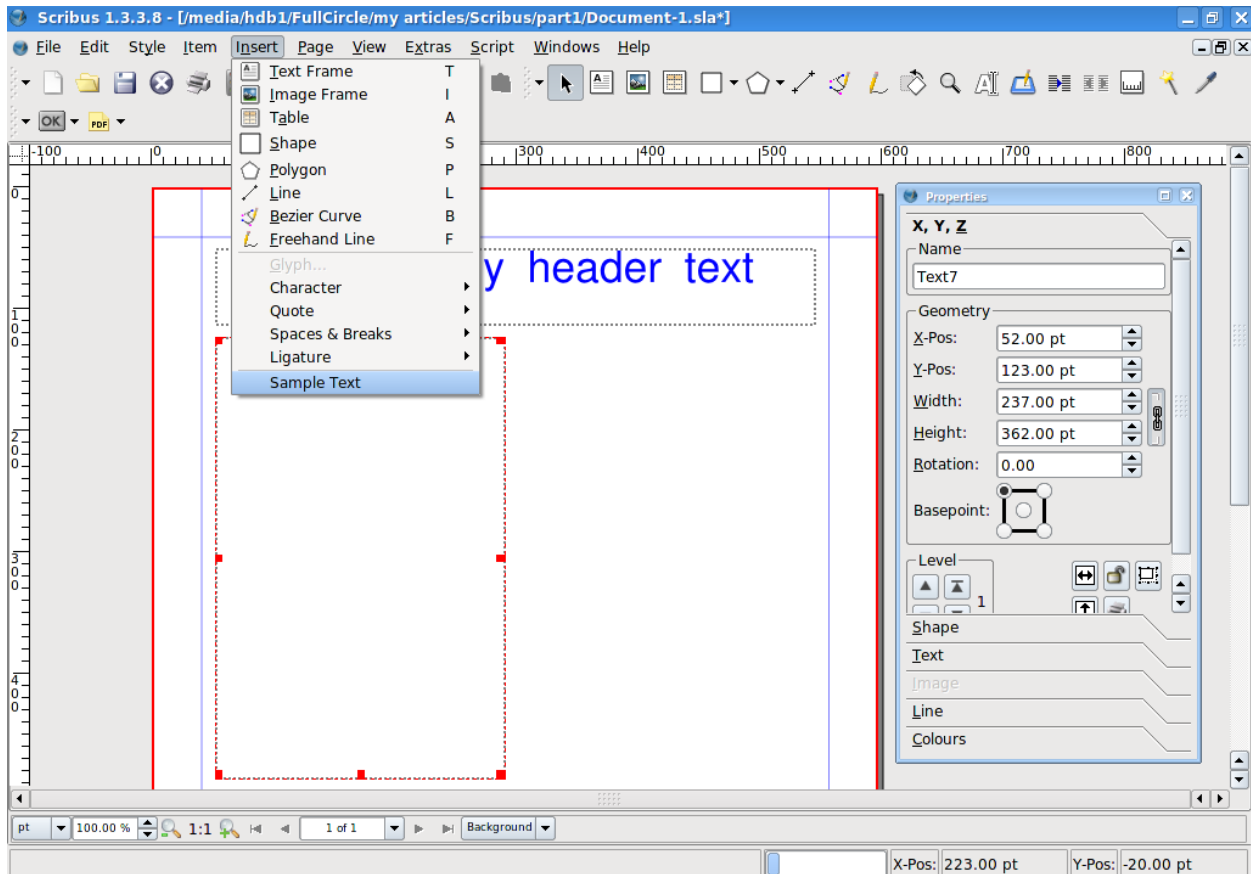 Scribus 1.3.3.8 - [/media/hdb1/FullCircle/my articles/Scribus/part1/Document-1.sla*]
File Edit Style Item Insert Page View Extras Script Windows Help
Text Frame T
Image Frame I
Table A
Shape S
Polygon P
Line L
Bezier Curve B
Freehand Line F
Glyph...
Character
Quote
Spaces & Breaks
Ligature
Sample Text
OK PDF
-100 0 300 400 500 600 700 800
0
100
200
300
400
y header text
Properties
X, Y, Z
Name
Text7
Geometry
X-Pos: 52.00 pt
Y-Pos: 123.00 pt
Width: 237.00 pt
Height: 362.00 pt
Rotation: 0.00
Basepoint:
Level
1
Shape
Text
Image
Line
Colours
pt 100.00 % 1:1 1 of 1 Background
X-Pos: 223.00 pt Y-Pos: -20.00 pt